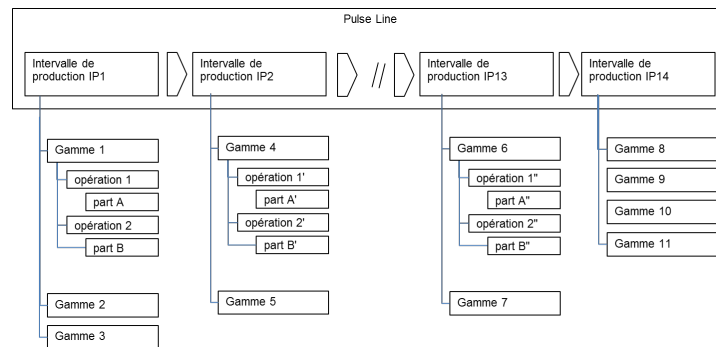 Pulse Line
Intervalle de
production IP1
Intervalle de
production IP2
//
Intervalle de
production IP13
Intervalle de
production IP14
Gamme 1
opération 1
part A
opération 2
part B
Gamme 2
Gamme 3
Gamme 4
opération 1'
part A'
opération 2'
part B'
Gamme 5
Gamme 6
opération 1"
part A"
opération 2"
part B"
Gamme 7
Gamme 8
Gamme 9
Gamme 10
Gamme 11